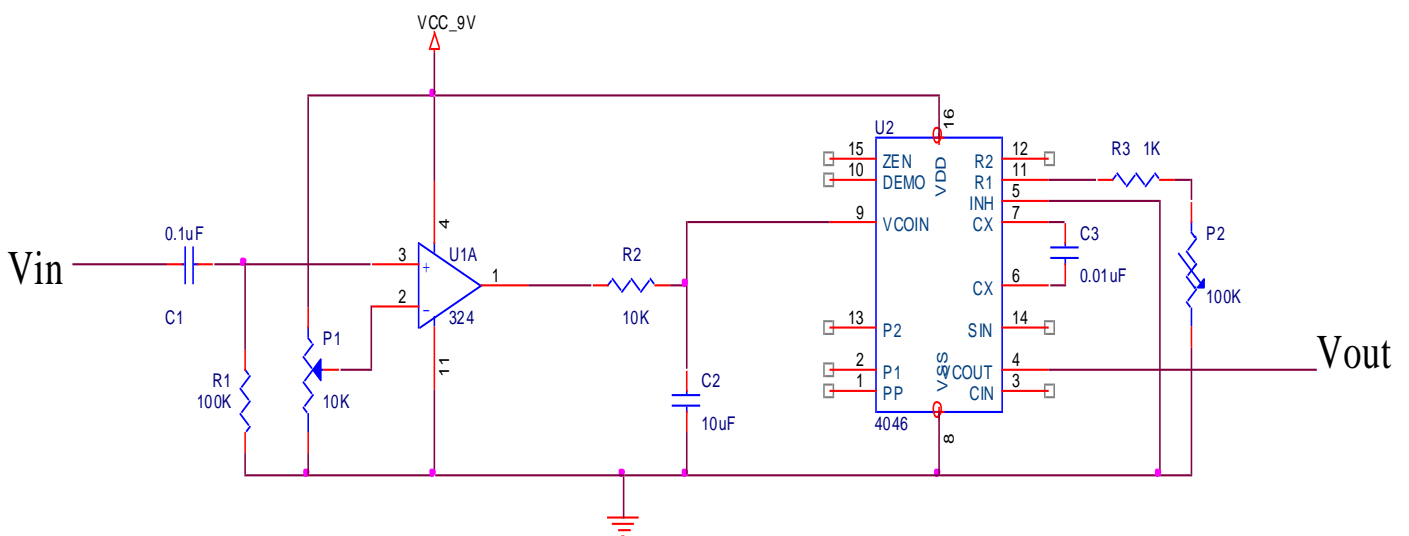 VCC_9V
Vin
0.1uF
C1
R1
100K
P1
10K
3
2
+
-
4
11
1
U1A
324
R2
10K
C2
10uF
U2
16
VDD
15 ZEN
10 DEMO
9 VCOIN
13 P2
2 P1
1 PP
4046
R2 12
R1 11
INH 5
CX 7
CX 6
SIN 14
VCOUT 4
CIN 3
VSS
8
R3 1K
C3
0.01uF
P2
100K
Vout